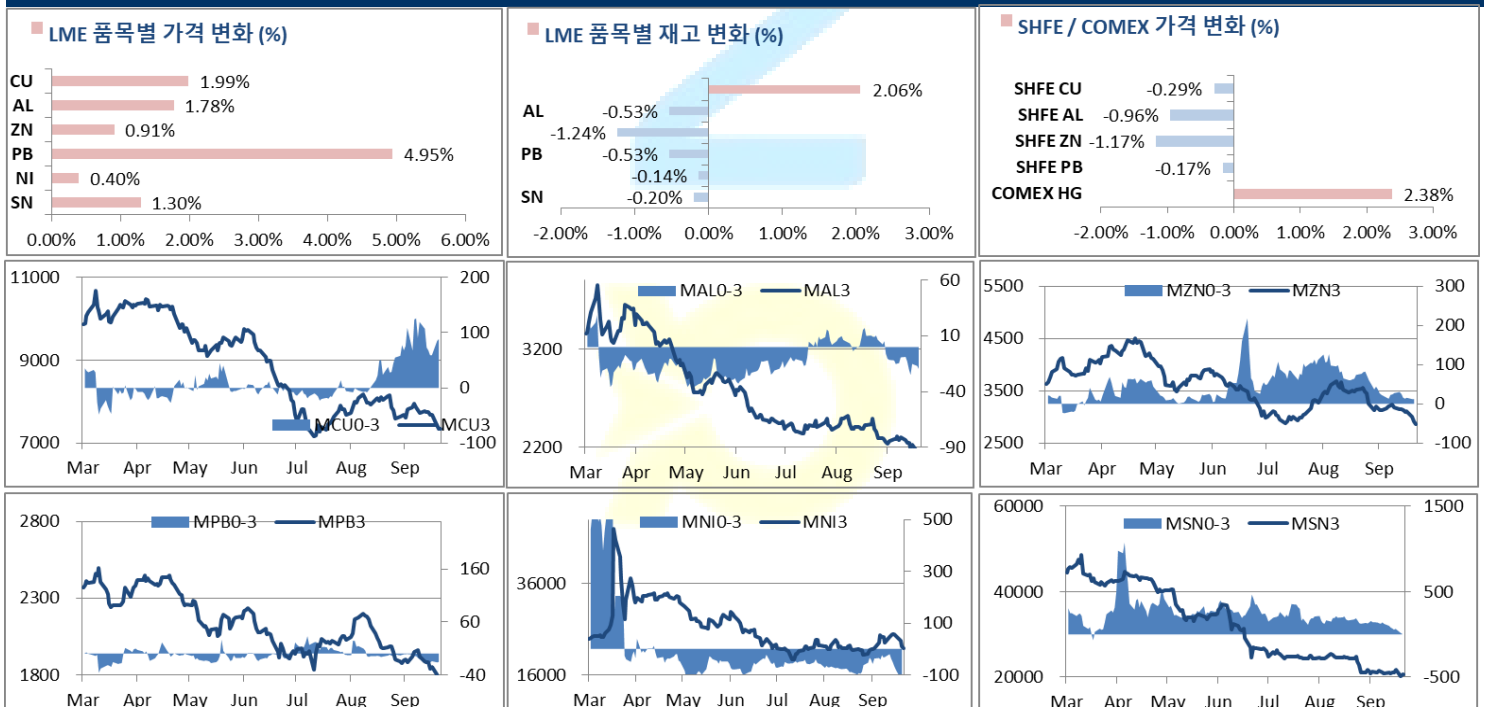 LME 품목별 가격 변화 (%)
CU 1.99%
AL 1.78%
ZN 0.91%
PB 4.95%
NI 0.40%
SN 1.30%
0.00% 1.00% 2.00% 3.00% 4.00% 5.00% 6.00%
LME 품목별 재고 변화 (%)
2.06%
AL -0.53%
-1.24%
PB -0.53%
-0.14%
SN -0.20%
-2.00% -1.00% 0.00% 1.00% 2.00% 3.00%
SHFE / COMEX 가격 변화 (%)
SHFE CU -0.29%
SHFE AL -0.96%
SHFE ZN -1.17%
SHFE PB -0.17%
COMEX HG 2.38%
-2.00% -1.00% 0.00% 1.00% 2.00% 3.00%
11000 200
100
9000 0
MCU0-3 MCU3
7000 -100
Mar Apr May Jun Jul Aug Sep
60
MAL0-3 MAL3
10
3200
-40
2200 -90
Mar Apr May Jun Jul Aug Sep
5500 300
MZN0-3 MZN3
4500 200
100
3500 0
2500 -100
Mar Apr May Jun Jul Aug Sep
2800
MPB0-3 MPB3
160
2300
60
1800 -40
Mar Apr May Jun Jul Aug Sep
500
MNI0-3 MNI3
36000 300
100
16000 -100
Mar Apr May Jun Jul Aug Sep
60000 1500
MSN0-3 MSN3
40000 500
20000 -500
Mar Apr May Jun Jul Aug Sep